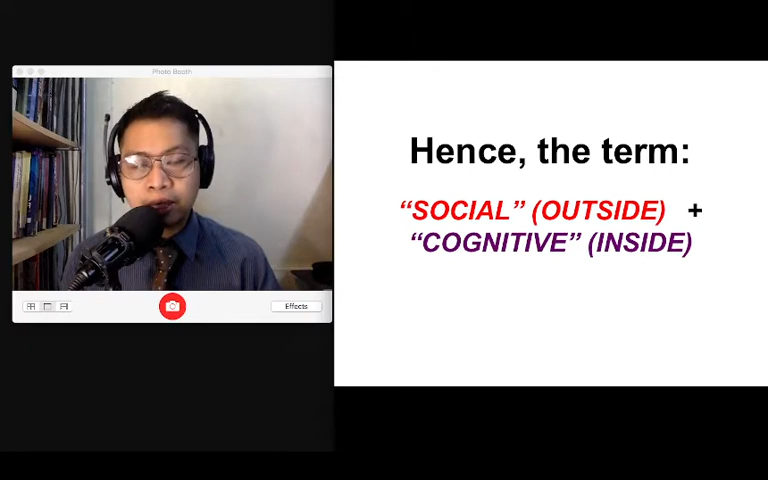 Photo Booth
Effects
Hence, the term:
“SOCIAL” (OUTSIDE) +
“COGNITIVE” (INSIDE)